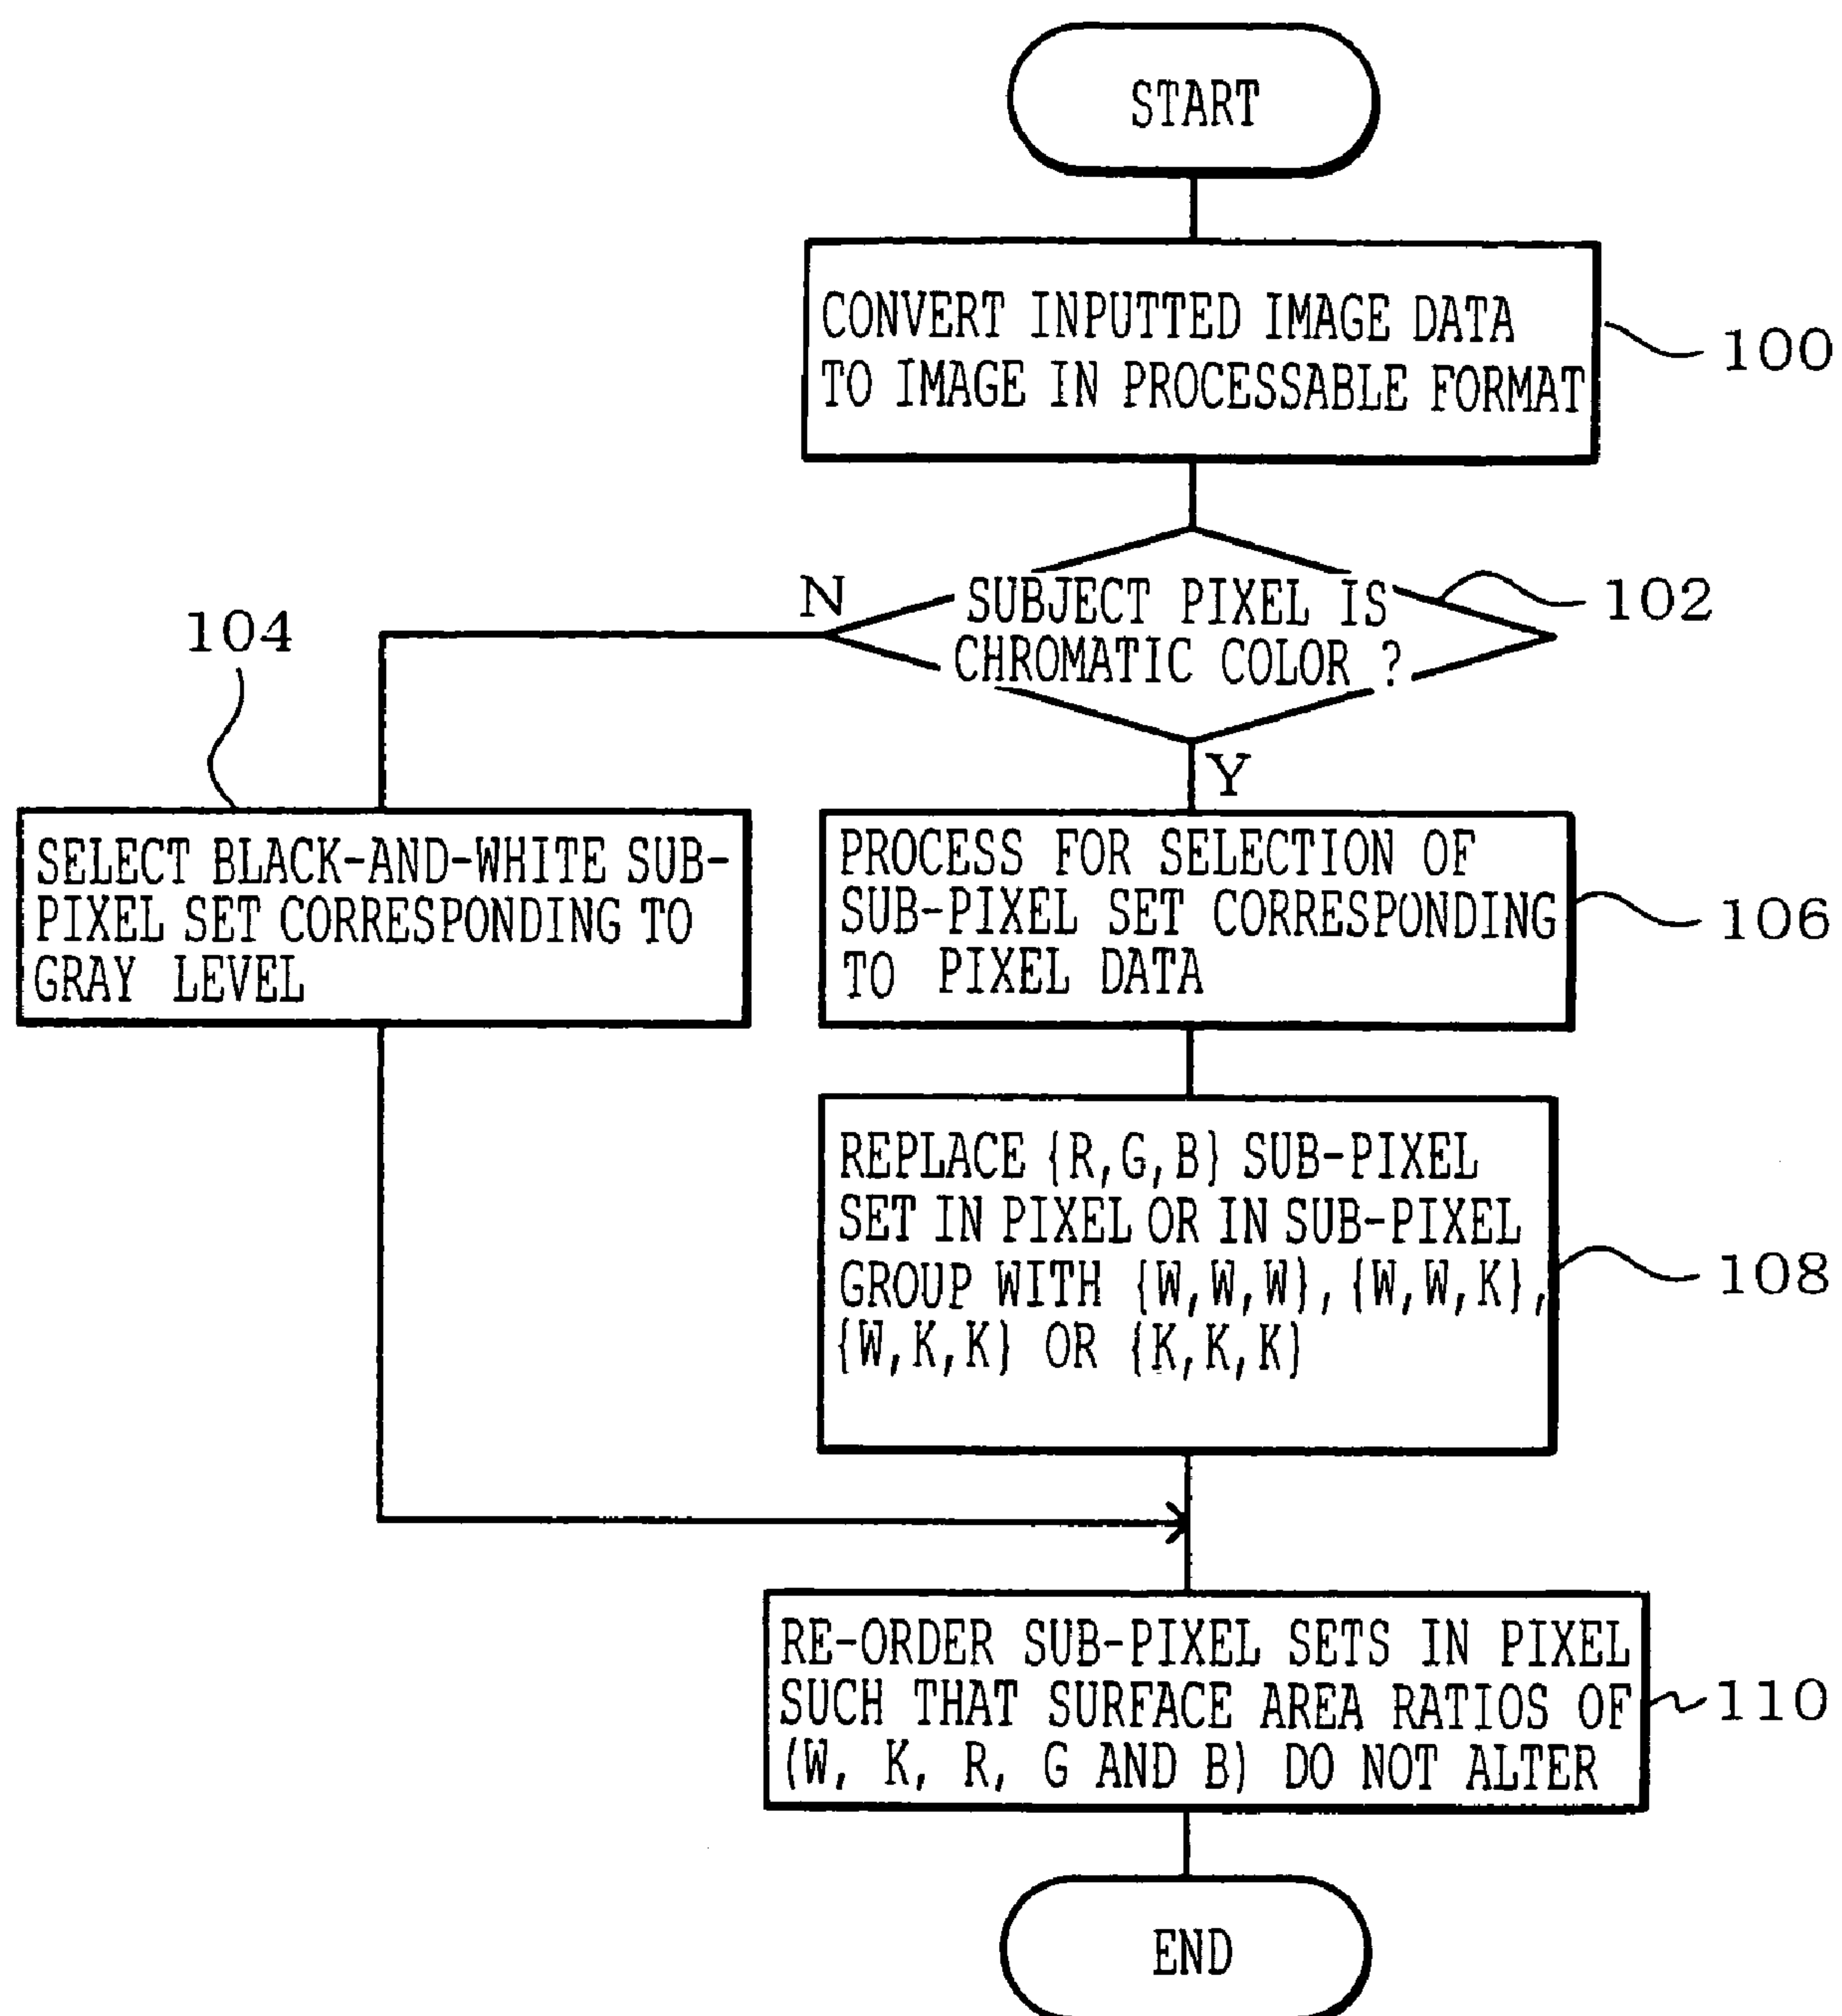 START
CONVERT INPUTTED IMAGE DATA
TO IMAGE IN PROCESSABLE FORMAT
100
N
SUBJECT PIXEL IS
CHROMATIC COLOR ?
102
104
Y
SELECT BLACK-AND-WHITE SUB-
PIXEL SET CORRESPONDING TO
GRAY LEVEL
PROCESS FOR SELECTION OF
SUB-PIXEL SET CORRESPONDING
TO PIXEL DATA
106
REPLACE {R,G,B} SUB-PIXEL
SET IN PIXEL OR IN SUB-PIXEL
GROUP WITH {W,W,W},{W,W,K},
{W,K,K} OR {K,K,K}
108
RE-ORDER SUB-PIXEL SETS IN PIXEL
SUCH THAT SURFACE AREA RATIOS OF
(W, K, R, G AND B) DO NOT ALTER
110
END